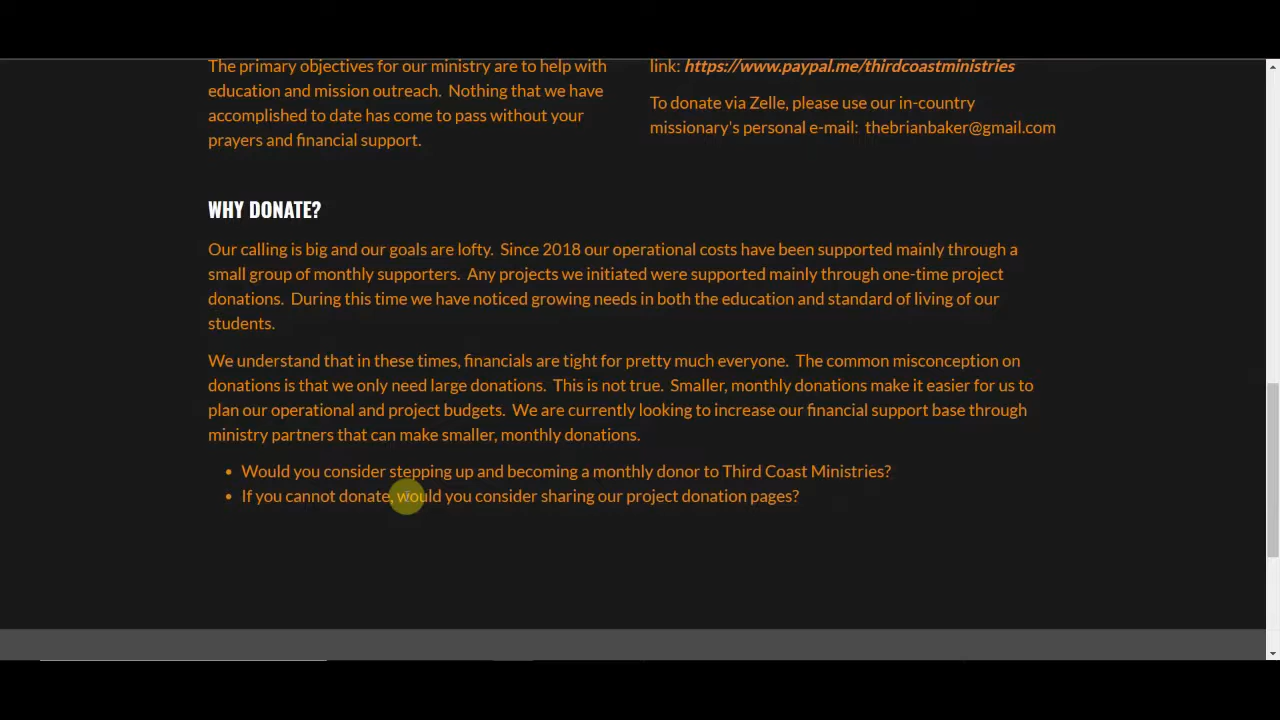 The primary objectives for our ministry are to help with
education and mission outreach. Nothing that we have
accomplished to date has come to pass without your
prayers and financial support.
link: https://www.paypal.me/thirdcoastministries
To donate via Zelle, please use our in-country
missionary's personal e-mail: thebrianbaker@gmail.com
WHY DONATE?
Our calling is big and our goals are lofty. Since 2018 our operational costs have been supported mainly through a
small group of monthly supporters. Any projects we initiated were supported mainly through one-time project
donations. During this time we have noticed growing needs in both the education and standard of living of our
students.
We understand that in these times, financials are tight for pretty much everyone. The common misconception on
donations is that we only need large donations. This is not true. Smaller, monthly donations make it easier for us to
plan our operational and project budgets. We are currently looking to increase our financial support base through
ministry partners that can make smaller, monthly donations.
• Would you consider stepping up and becoming a monthly donor to Third Coast Ministries?
• If you cannot donate, would you consider sharing our project donation pages?